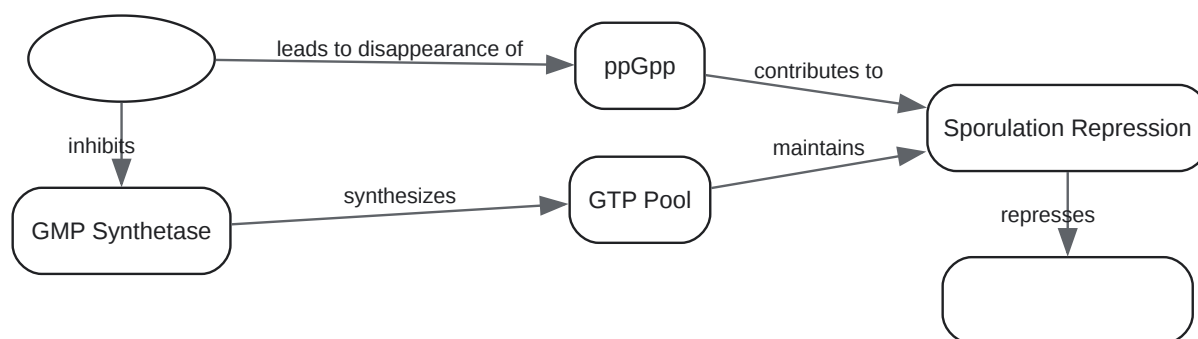 leads to disappearance of
ppGpp
contributes to
Sporulation Repression
inhibits
maintains
GMP Synthetase
synthesizes
GTP Pool
represses